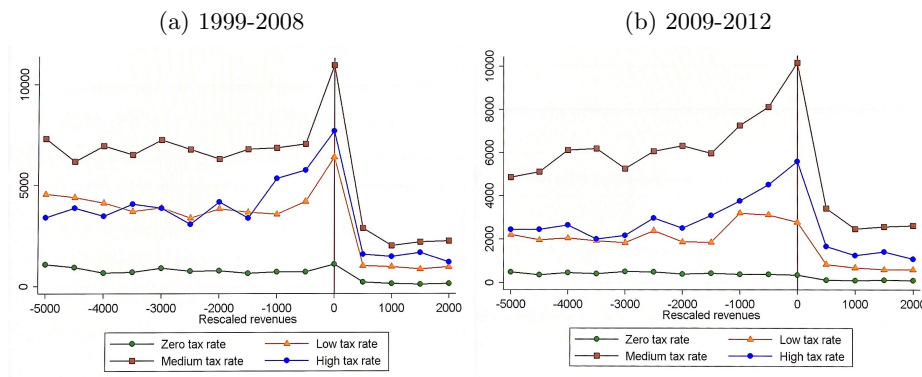 (a) 1999-2008
10000
5000
0
-5000 -4000 -3000 -2000 -1000 0 1000 2000
Rescaled revenues
Zero tax rate Low tax rate
Medium tax rate High tax rate
(b) 2009-2012
10000
8000
6000
4000
2000
0
-5000 -4000 -3000 -2000 -1000 0 1000 2000
Rescaled revenues
Zero tax rate Low tax rate
Medium tax rate High tax rate